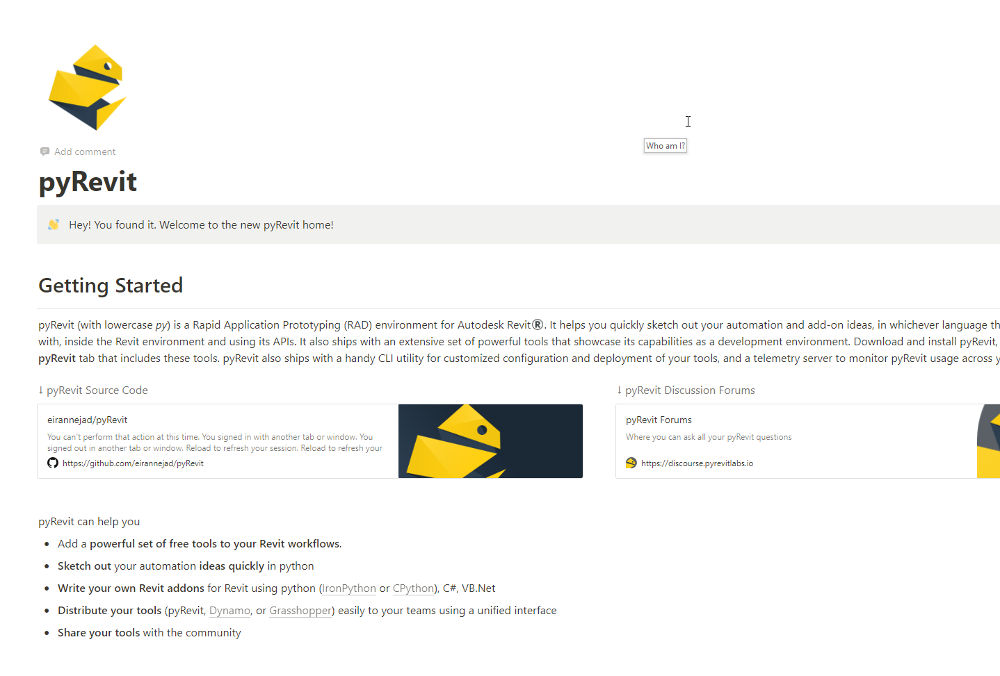 Who am I?
Add comment
pyRevit
Hey! You found it. Welcome to the new pyRevit home!
Getting Started
pyRevit (with lowercase py) is a Rapid Application Prototyping (RAD) environment for Autodesk Revit®. It helps you quickly sketch out your automation and add-on ideas, in whichever language th
with, inside the Revit environment and using its APIs. It also ships with an extensive set of powerful tools that showcase its capabilities as a development environment. Download and install pyRevit,
pyRevit tab that includes these tools. pyRevit also ships with a handy CLI utility for customized configuration and deployment of your tools, and a telemetry server to monitor pyRevit usage across y
↓ pyRevit Source Code
eirannejad/pyRevit
You can't perform that action at this time. You signed in with another tab or window. You
signed out in another tab or window. Reload to refresh your session. Reload to refresh your
https://github.com/eirannejad/pyRevit
↓ pyRevit Discussion Forums
pyRevit Forums
Where you can ask all your pyRevit questions
https://discourse.pyrevitlabs.io
pyRevit can help you
• Add a powerful set of free tools to your Revit workflows.
• Sketch out your automation ideas quickly in python
• Write your own Revit addons for Revit using python (IronPython or CPython), C#, VB.Net
• Distribute your tools (pyRevit, Dynamo, or Grasshopper) easily to your teams using a unified interface
• Share your tools with the community